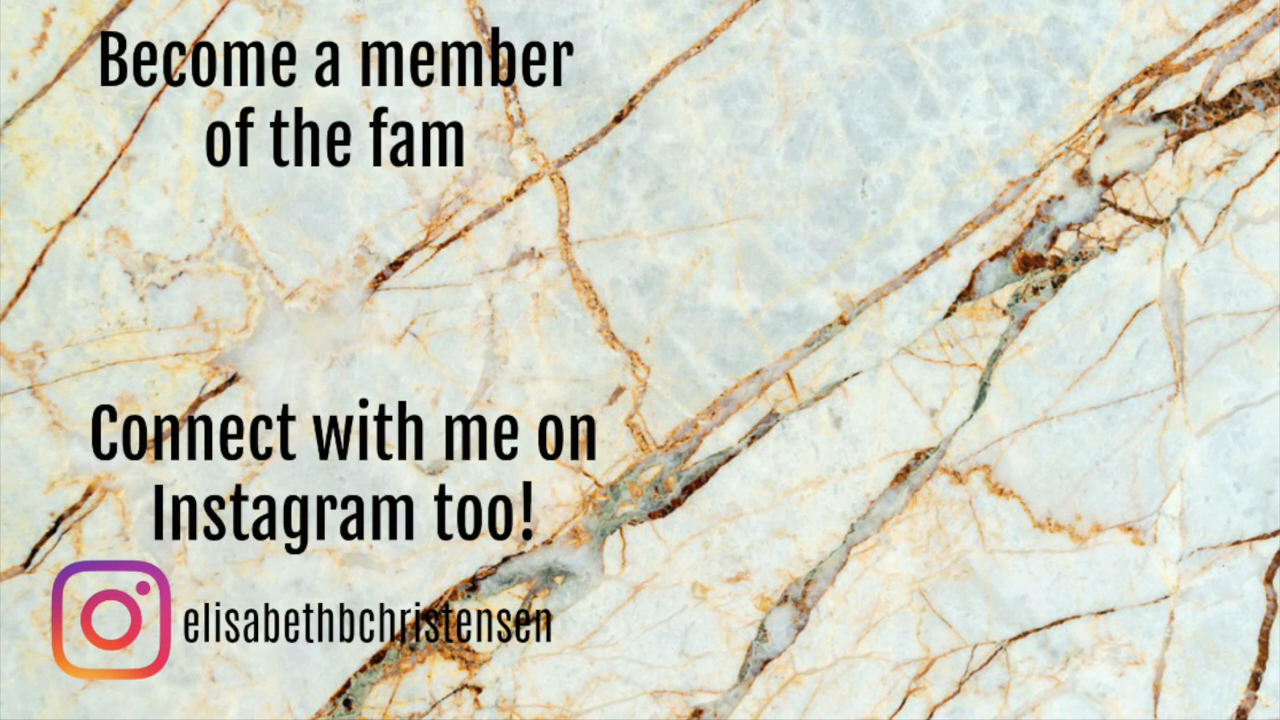 Become a member
of the fam
Connect with me on
Instagram too!
elisabethbchristensen